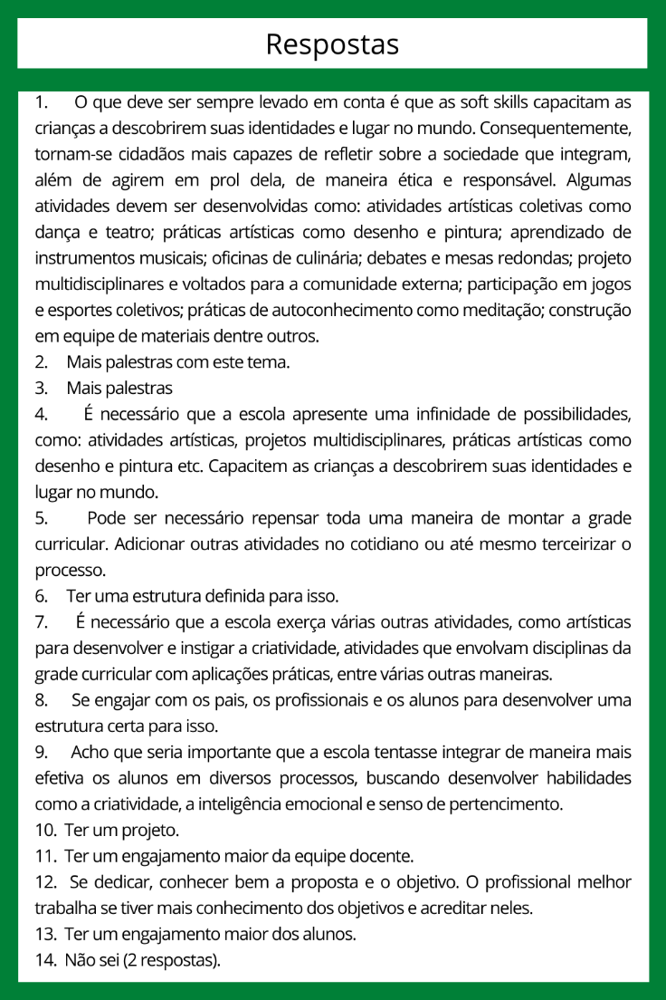 Respostas
1. O que deve ser sempre levado em conta é que as soft skills capacitam as
crianças a descobrirem suas identidades e lugar no mundo. Consequentemente,
tornam-se cidadãos mais capazes de refletir sobre a sociedade que integram,
além de agirem em prol dela, de maneira ética e responsável. Algumas
atividades devem ser desenvolvidas como: atividades artísticas coletivas como
dança e teatro; práticas artísticas como desenho e pintura; aprendizado de
instrumentos musicais; oficinas de culinária; debates e mesas redondas; projeto
multidisciplinares e voltados para a comunidade externa; participação em jogos
e esportes coletivos; práticas de autoconhecimento como meditação; construção
em equipe de materiais dentre outros.
2. Mais palestras com este tema.
3. Mais palestras
4. É necessário que a escola apresente uma infinidade de possibilidades,
como: atividades artísticas, projetos multidisciplinares, práticas artísticas como
desenho e pintura etc. Capacitem as crianças a descobrirem suas identidades e
lugar no mundo.
5. Pode ser necessário repensar toda uma maneira de montar a grade
curricular. Adicionar outras atividades no cotidiano ou até mesmo terceirizar o
processo.
6. Ter uma estrutura definida para isso.
7. É necessário que a escola exerça várias outras atividades, como artísticas
para desenvolver e instigar a criatividade, atividades que envolvam disciplinas da
grade curricular com aplicações práticas, entre várias outras maneiras.
8. Se engajar com os pais, os profissionais e os alunos para desenvolver uma
estrutura certa para isso.
9. Acho que seria importante que a escola tentasse integrar de maneira mais
efetiva os alunos em diversos processos, buscando desenvolver habilidades
como a criatividade, a inteligência emocional e senso de pertencimento.
10. Ter um projeto.
11. Ter um engajamento maior da equipe docente.
12. Se dedicar, conhecer bem a proposta e o objetivo. O profissional melhor
trabalha se tiver mais conhecimento dos objetivos e acreditar neles.
13. Ter um engajamento maior dos alunos.
14. Não sei (2 respostas).